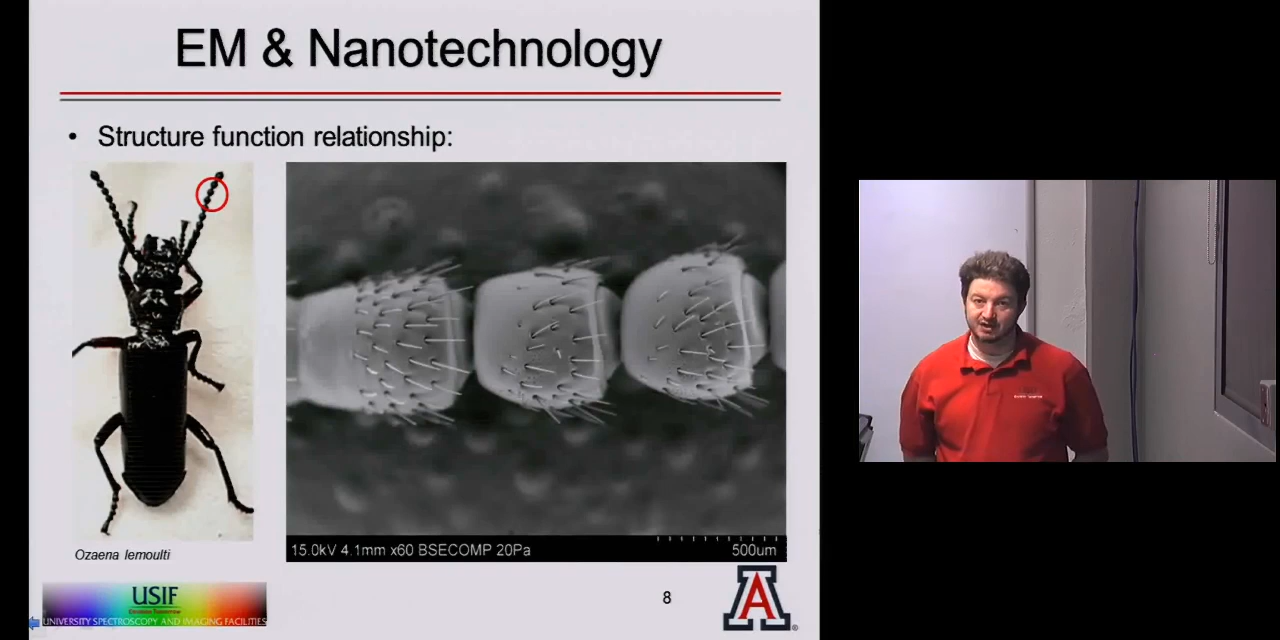 EM & Nanotechnology
• Structure function relationship:
15.0kV 4.1mm x60 BSECOMP 20Pa 500um
Ozaena lemoulti
USIF
UNIVERSITY SPECTROSCOPY AND IMAGING FACILITIES
8
A